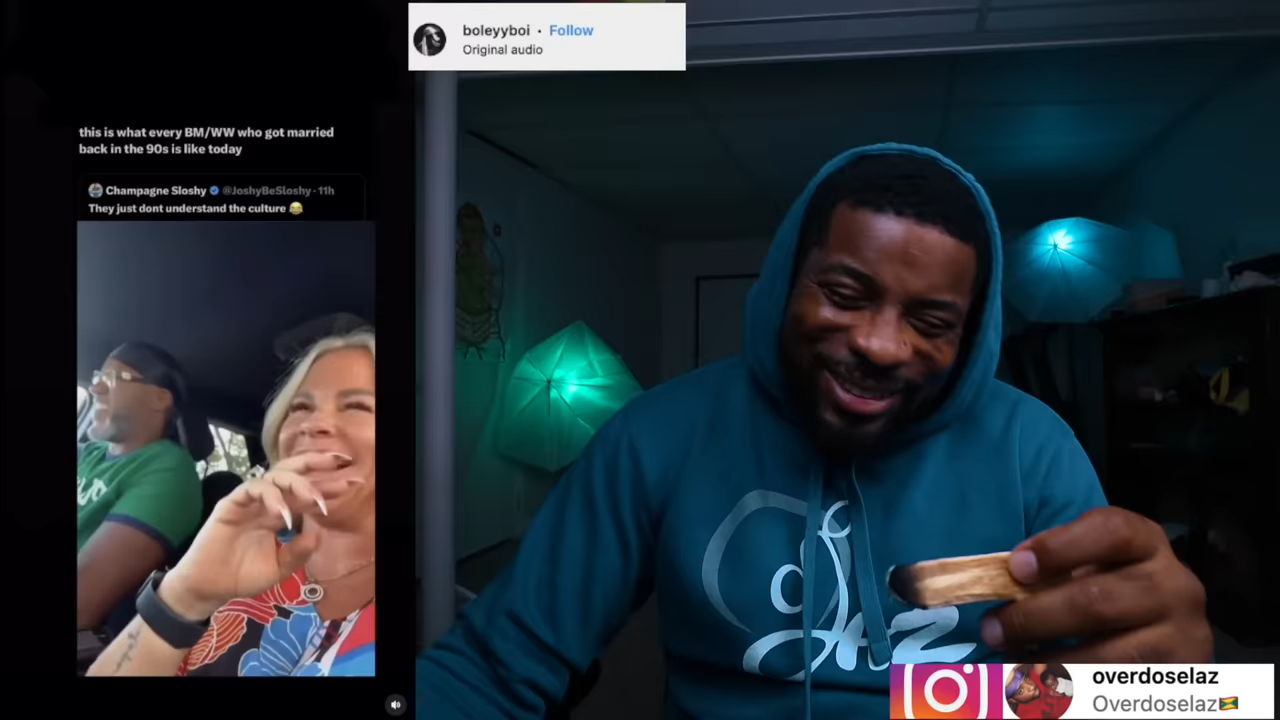 boleyyboi • Follow
Original audio
this is what every BM/WW who got married
back in the 90s is like today
Champagne Sloshy @JoshyBeSloshy · 11h
They just dont understand the culture 😂
Laz
overdoselaz
Overdoselaz🇬🇩